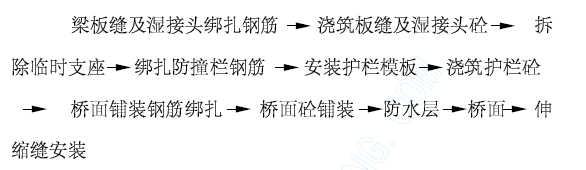 梁板缝及湿接头绑扎钢筋→浇筑板缝及湿接头砼→ 拆
除临时支座→绑扎防撞栏钢筋→安装护栏模板→浇筑护栏砼
→ 桥面铺装钢筋绑扎→桥面砼铺装→防水层→桥面→伸
缩缝安装